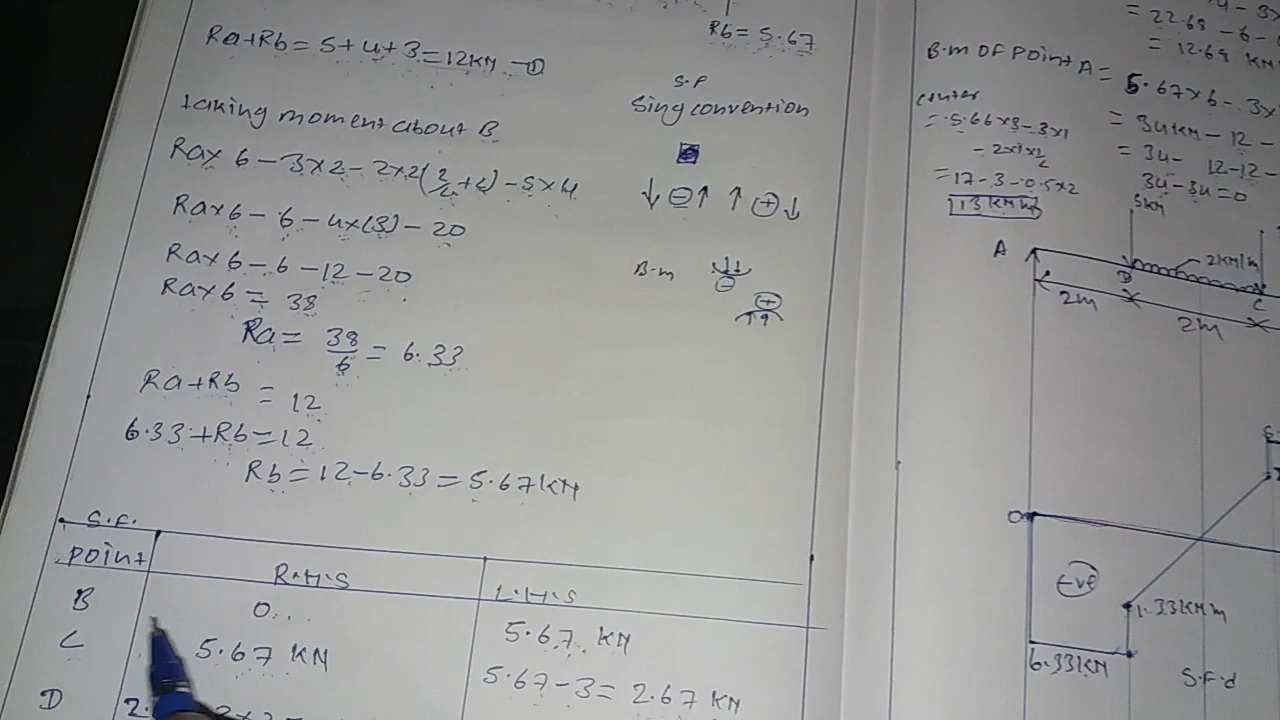 Rb = 5.67
Ra+Rb = 5+4+3 = 12KN -①
S.F
Sing convention
taking moment about B
Ra×6 - 3×2 - 2×2(2/2+2) - 5×4
↓ ⊖ ↑ ↑ ⊕ ↓
Ra×6 - 6 - 4×(3) - 20
B.m ↓↓ ⊖
⊕ ↑↑
Ra×6 - 6 - 12 - 20
Ra×6 = 38
Ra = 38/6 = 6.33
Ra+Rb = 12
6.33+Rb = 12
Rb = 12-6.33 = 5.67KN
S.F.
point R.H.S L.H.S
B 0.. 5.67 KN
C 5.67 KN 5.67-3 = 2.67 KN
D 2.
= 22.68 - 6 -
= 12.68 KN
B.m OF Point A = 5.67×6 - 3×
= 34KN - 12 -
= 34 - 12 - 12 -
34 - 34 = 0
center
= 5.66×3 - 3×1
- 2×1×1/2
= 17 - 3 - 0.5×2
13 KN m
5KN
A
2KN/m
D
C
2m
2m
0
-ve
1.33KN m
6.33KN
S.F.d